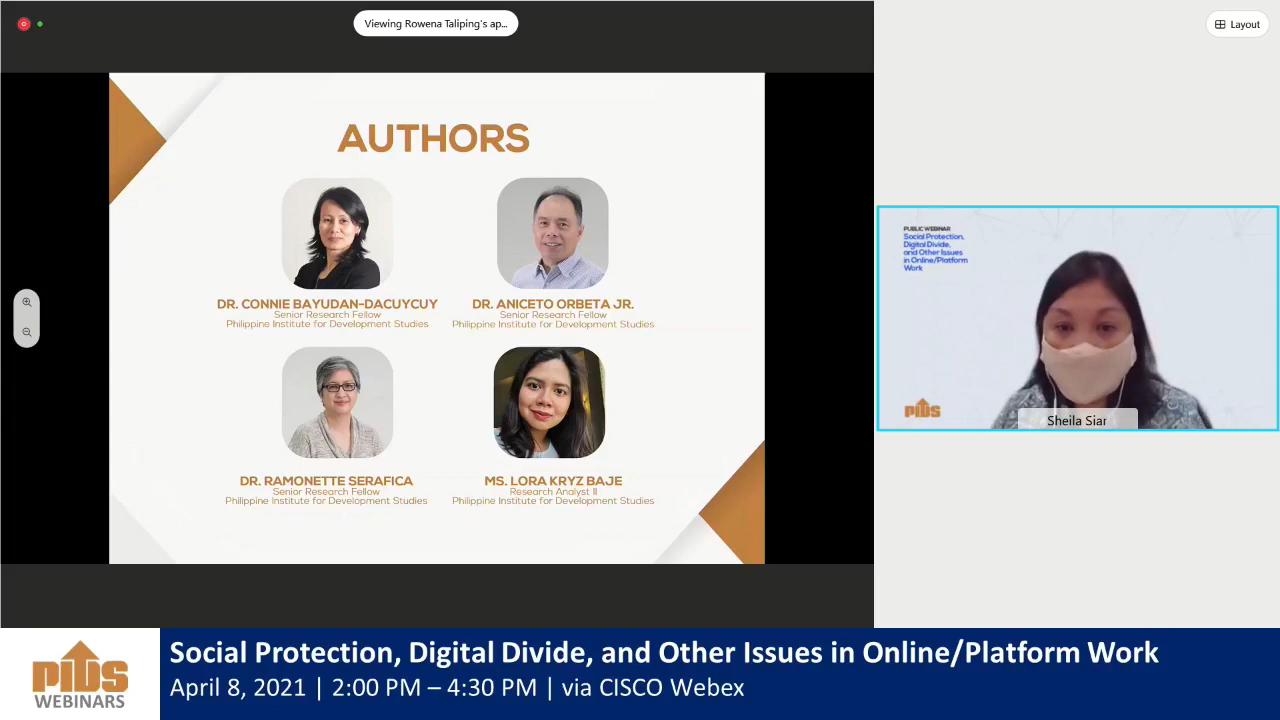 Viewing Rowena Taliping's ap...
Layout
AUTHORS
DR. CONNIE BAYUDAN-DACUYCUY
Senior Research Fellow
Philippine Institute for Development Studies
DR. ANICETO ORBETA JR.
Senior Research Fellow
Philippine Institute for Development Studies
DR. RAMONETTE SERAFICA
Senior Research Fellow
Philippine Institute for Development Studies
MS. LORA KRYZ BAJE
Research Analyst II
Philippine Institute for Development Studies
PUBLIC WEBINAR
Social Protection,
Digital Divide,
and Other Issues
in Online/Platform
Work
PIDS
Sheila Siar
PIDS
WEBINARS
Social Protection, Digital Divide, and Other Issues in Online/Platform Work
April 8, 2021 | 2:00 PM – 4:30 PM | via CISCO Webex